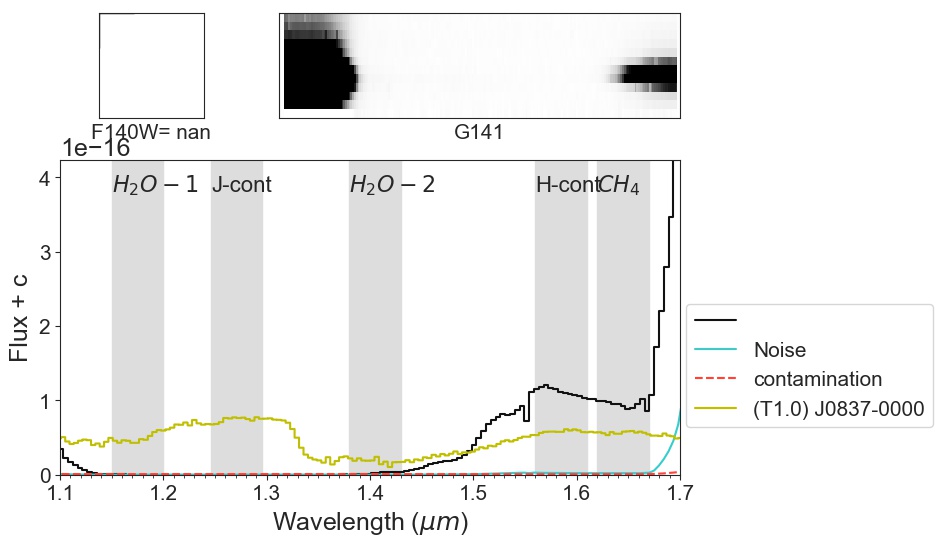 F140W= nan
G141
1e−16
H₂O − 1
J-cont
H₂O − 2
H-cont
CH₄
4
3
2
1
0
Flux + c
1.1
1.2
1.3
1.4
1.5
1.6
1.7
Wavelength (μm)
Noise
contamination
(T1.0) J0837-0000